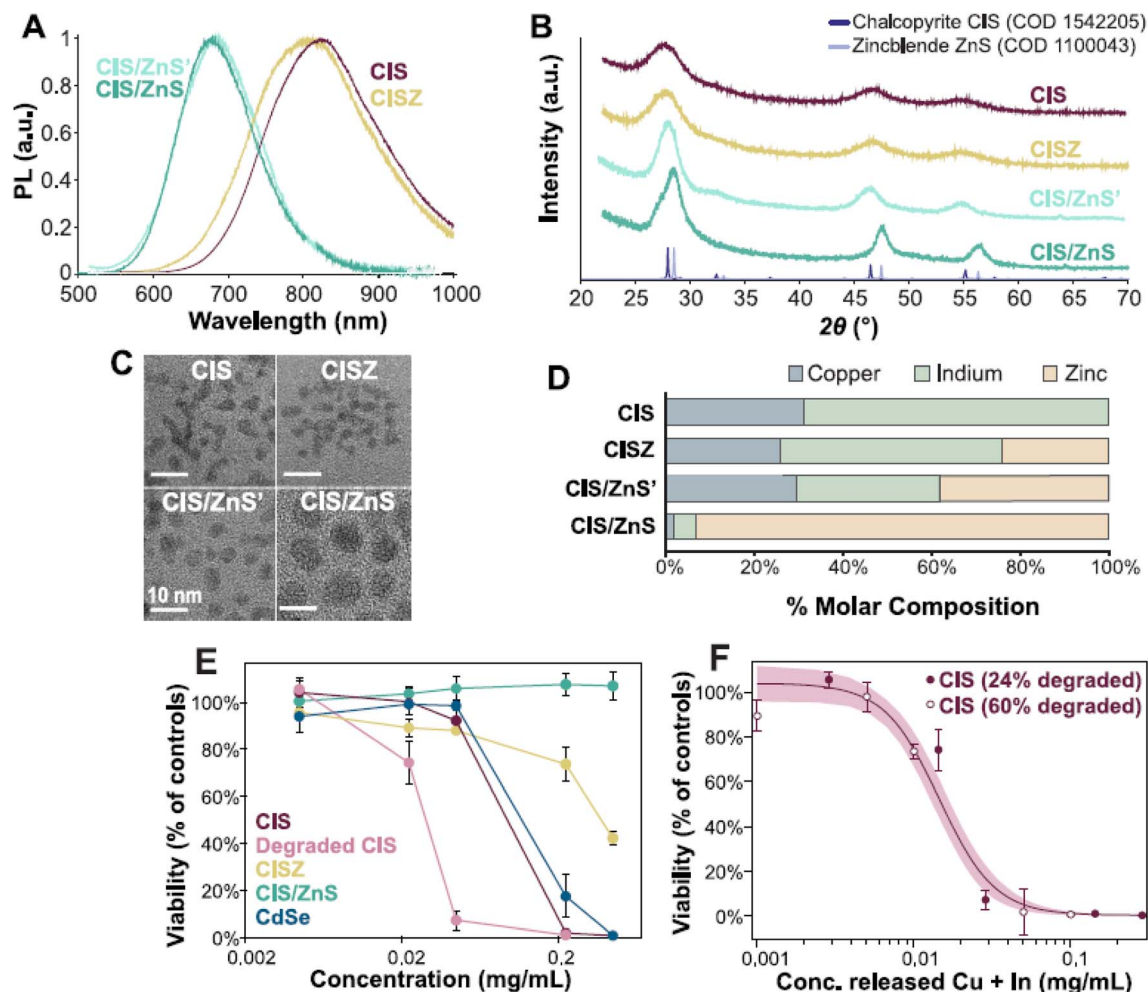 A
1
0.8
0.6
0.4
0.2
0
PL (a.u.)
CIS/ZnS'
CIS/ZnS
CIS
CISZ
500 600 700 800 900 1000
Wavelength (nm)
B
Chalcopyrite CIS (COD 1542205)
Zincblende ZnS (COD 1100043)
Intensity (a.u.)
CIS
CISZ
CIS/ZnS'
CIS/ZnS
20 25 30 35 40 45 50 55 60 65 70
2θ (°)
C
CIS
CISZ
CIS/ZnS'
CIS/ZnS
10 nm
D
Copper Indium Zinc
CIS
CISZ
CIS/ZnS'
CIS/ZnS
0% 20% 40% 60% 80% 100%
% Molar Composition
E
Viability (% of controls)
100%
80%
60%
40%
20%
0%
CIS
Degraded CIS
CISZ
CIS/ZnS
CdSe
0.002 0.02 0.2
Concentration (mg/mL)
F
Viability (% of controls)
100%
80%
60%
40%
20%
0%
CIS (24% degraded)
CIS (60% degraded)
0,001 0,01 0,1
Conc. released Cu + In (mg/mL)